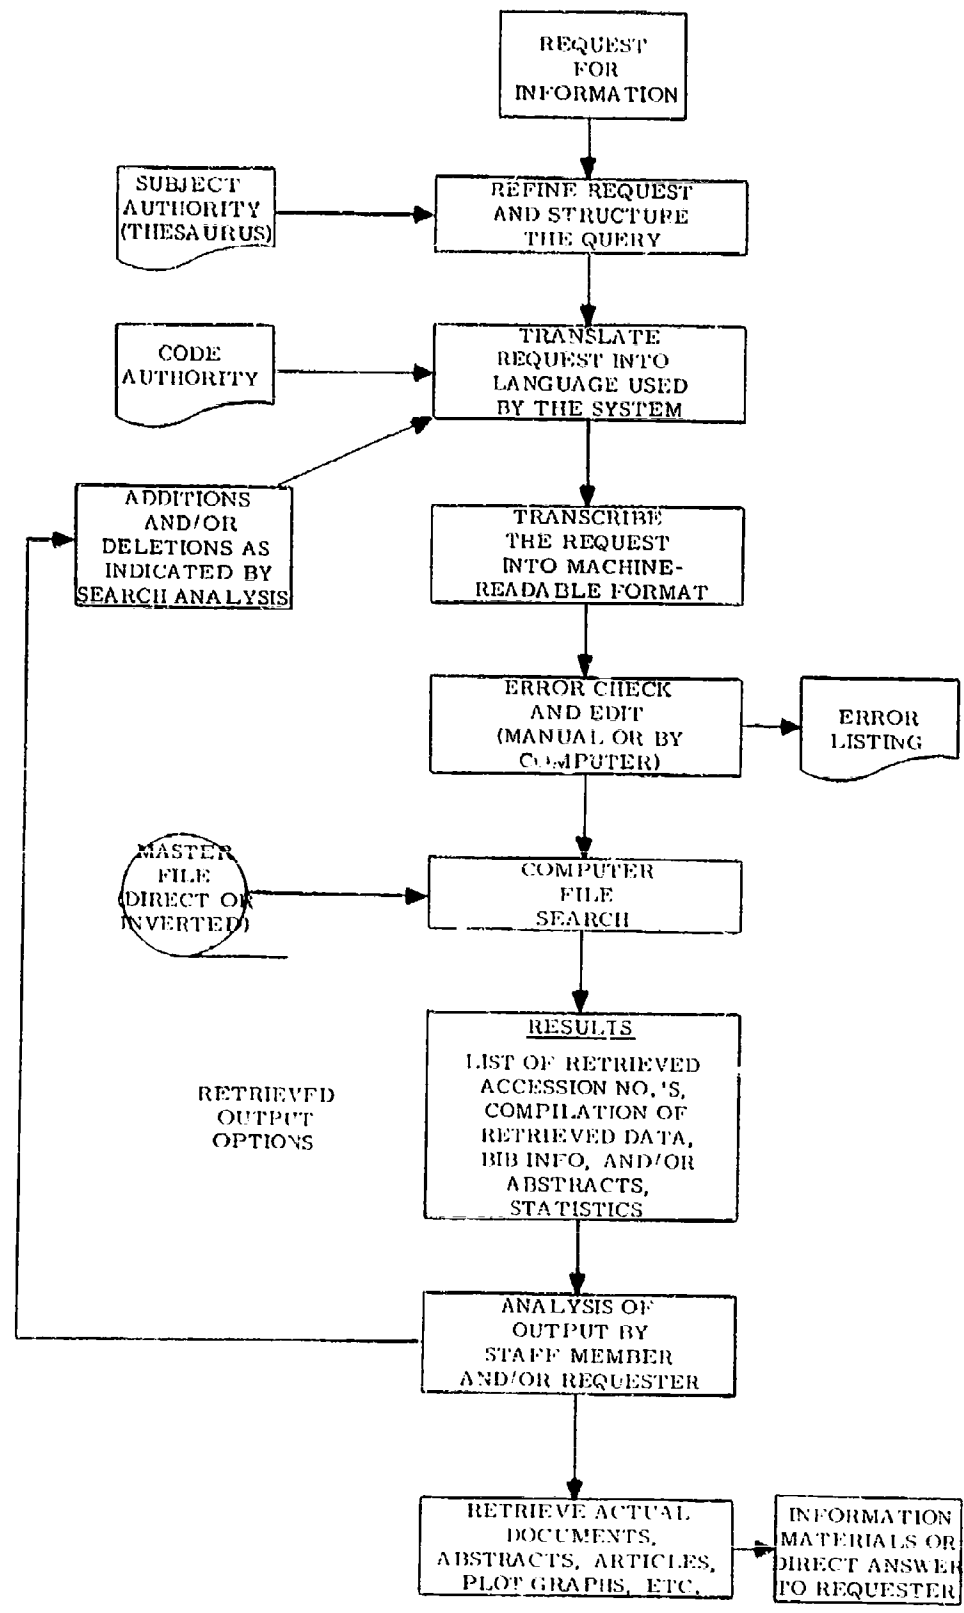 REQUEST
FOR
INFORMATION
SUBJECT
AUTHORITY
(THESAURUS)
REFINE REQUEST
AND STRUCTURE
THE QUERY
CODE
AUTHORITY
TRANSLATE
REQUEST INTO
LANGUAGE USED
BY THE SYSTEM
ADDITIONS
AND/OR
DELETIONS AS
INDICATED BY
SEARCH ANALYSIS
TRANSCRIBE
THE REQUEST
INTO MACHINE-
READABLE FORMAT
ERROR CHECK
AND EDIT
(MANUAL OR BY
COMPUTER)
ERROR
LISTING
MASTER
FILE
(DIRECT OR
INVERTED)
COMPUTER
FILE
SEARCH
RETRIEVED
OUTPUT
OPTIONS
RESULTS
LIST OF RETRIEVED
ACCESSION NO.'S,
COMPILATION OF
RETRIEVED DATA,
BIB INFO, AND/OR
ABSTRACTS,
STATISTICS
ANALYSIS OF
OUTPUT BY
STAFF MEMBER
AND/OR REQUESTER
RETRIEVE ACTUAL
DOCUMENTS,
ABSTRACTS, ARTICLES,
PLOT GRAPHS, ETC.
INFORMATION
MATERIALS OR
DIRECT ANSWER
TO REQUESTER